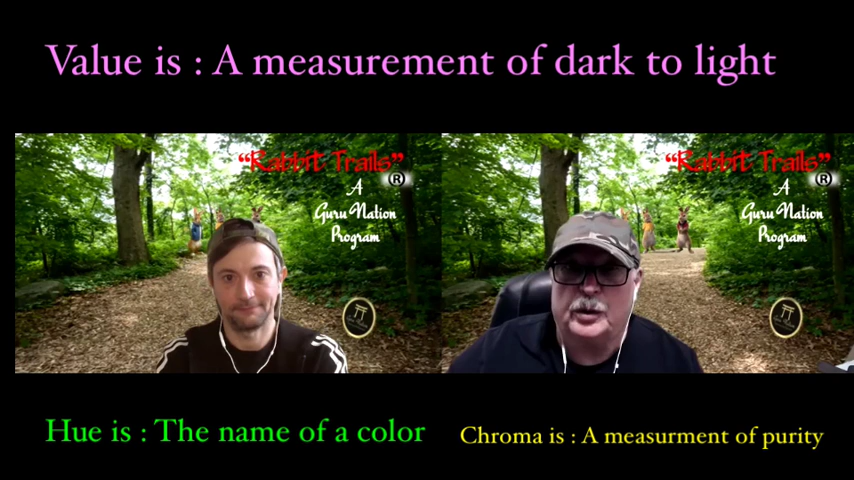 Value is : A measurement of dark to light
“Rabbit Trails”
®
A
Guru Nation
Program
“Rabbit Trails”
®
A
Guru Nation
Program
Hue is : The name of a color
Chroma is : A measurment of purity